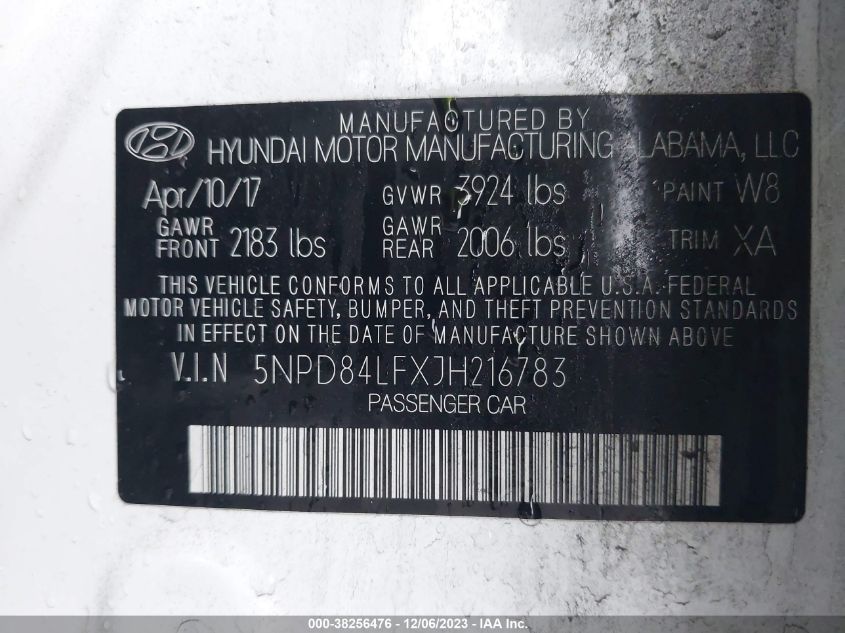 MANUFACTURED BY
HYUNDAI MOTOR MANUFACTURING ALABAMA, LLC
Apr/10/17 GVWR 3924 lbs PAINT W8
GAWR FRONT 2183 lbs GAWR REAR 2006 lbs TRIM XA
THIS VEHICLE CONFORMS TO ALL APPLICABLE U.S.A. FEDERAL
MOTOR VEHICLE SAFETY, BUMPER, AND THEFT PREVENTION STANDARDS
IN EFFECT ON THE DATE OF MANUFACTURE SHOWN ABOVE
V.I.N 5NPD84LFXJH216783
PASSENGER CAR
000-38256476 - 12/06/2023 - IAA Inc.